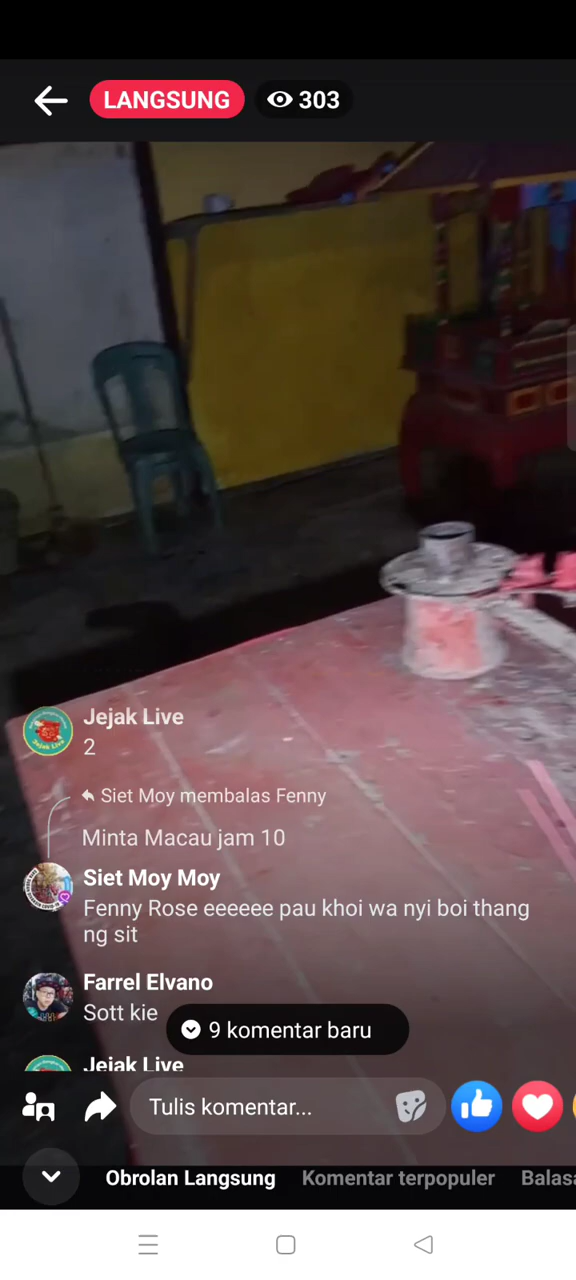 LANGSUNG
303
Jejak Live
2
Siet Moy membalas Fenny
Minta Macau jam 10
Siet Moy Moy
Fenny Rose eeeeee pau khoi wa nyi boi thang
ng sit
Farrel Elvano
Sott kie
9 komentar baru
Jejak Live
Tulis komentar...
Obrolan Langsung
Komentar terpopuler
Balasa